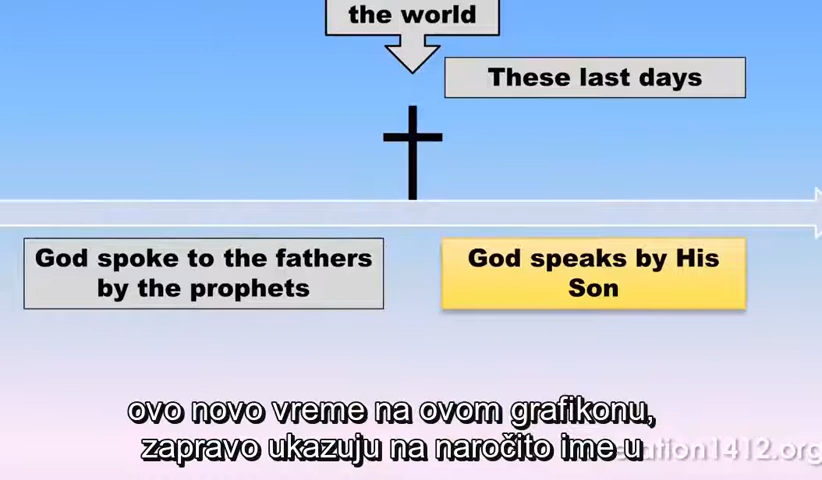 the world
These last days
God spoke to the fathers
by the prophets
God speaks by His
Son
ovo novo vreme na ovom grafikonu,
zapravo ukazuju na naročito ime u